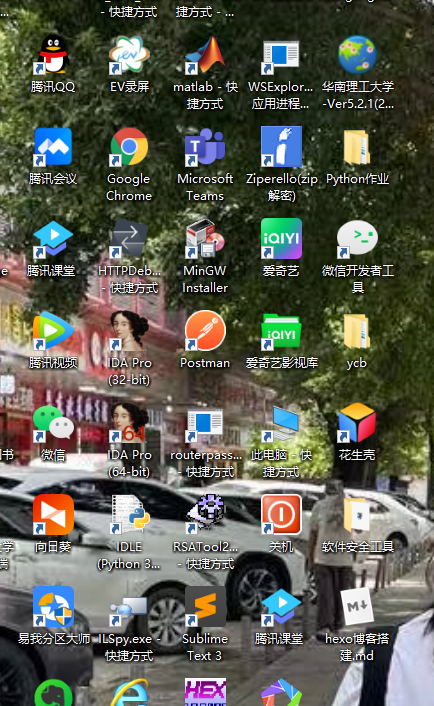 - 快捷方式
捷方式 - ...
腾讯QQ
EV录屏
matlab - 快
捷方式
WSExplor...
应用进程...
华南理工大学
-Ver5.2.1(2...
腾讯会议
Google
Chrome
Microsoft
Teams
Ziperello(zip
解密)
Python作业
腾讯课堂
HTTPDeb...
- 快捷方式
MinGW
Installer
iQIYI
爱奇艺
微信开发者工
具
腾讯视频
IDA Pro
(32-bit)
Postman
iQIYI
爱奇艺影视库
ycb
微信
64
IDA Pro
(64-bit)
routerpass...
- 快捷方式
此电脑 - 快
捷方式
花生壳
向日葵
IDLE
(Python 3...
RSATool2...
- 快捷方式
关机
软件安全工具
易我分区大师
ILSpy.exe -
快捷方式
Sublime
Text 3
腾讯课堂
M↓
hexo博客搭
建.md
HEX